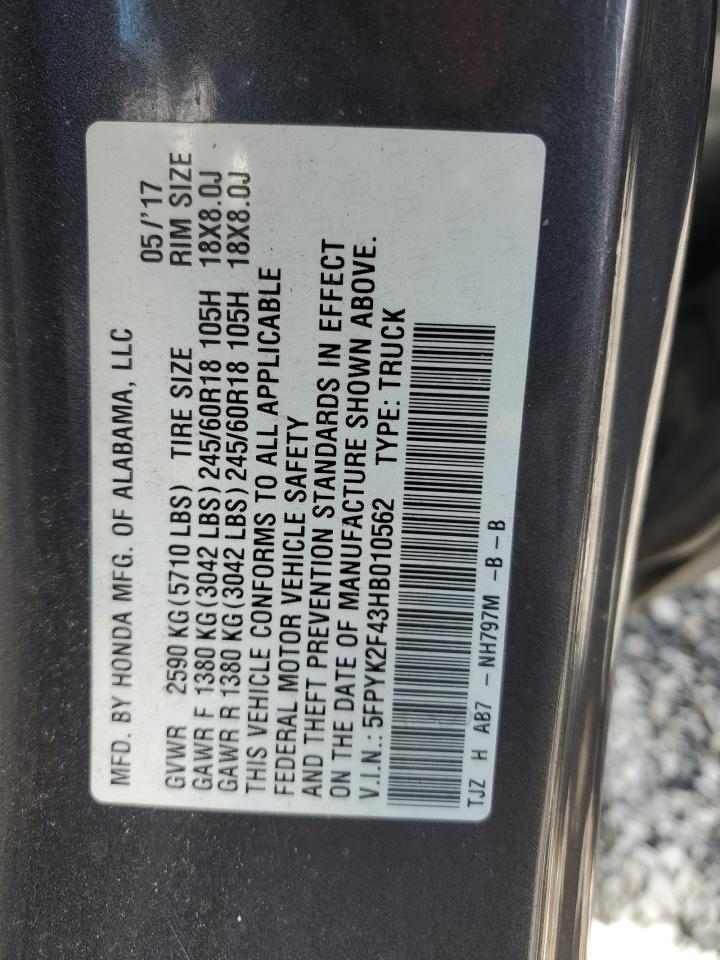 MFD. BY HONDA MFG. OF ALABAMA, LLC
05/'17
GVWR 2590 KG(5710 LBS) TIRE SIZE RIM SIZE
GAWR F 1380 KG(3042 LBS)245/60R18 105H 18X8.0J
GAWR R 1380 KG(3042 LBS)245/60R18 105H 18X8.0J
THIS VEHICLE CONFORMS TO ALL APPLICABLE
FEDERAL MOTOR VEHICLE SAFETY
AND THEFT PREVENTION STANDARDS IN EFFECT
ON THE DATE OF MANUFACTURE SHOWN ABOVE.
V.I.N.: 5FPYK2F43HB010562 TYPE: TRUCK
TJZ H AB7 -NH797M -B -B